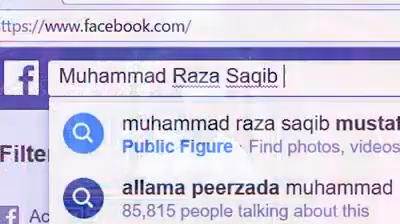 ttps://www.facebook.com/
Muhammad Raza Saqib
muhammad raza saqib mustaf
Public Figure · Find photos, videos
Filter
allama peerzada muhammad
85,815 people talking about this
Ac